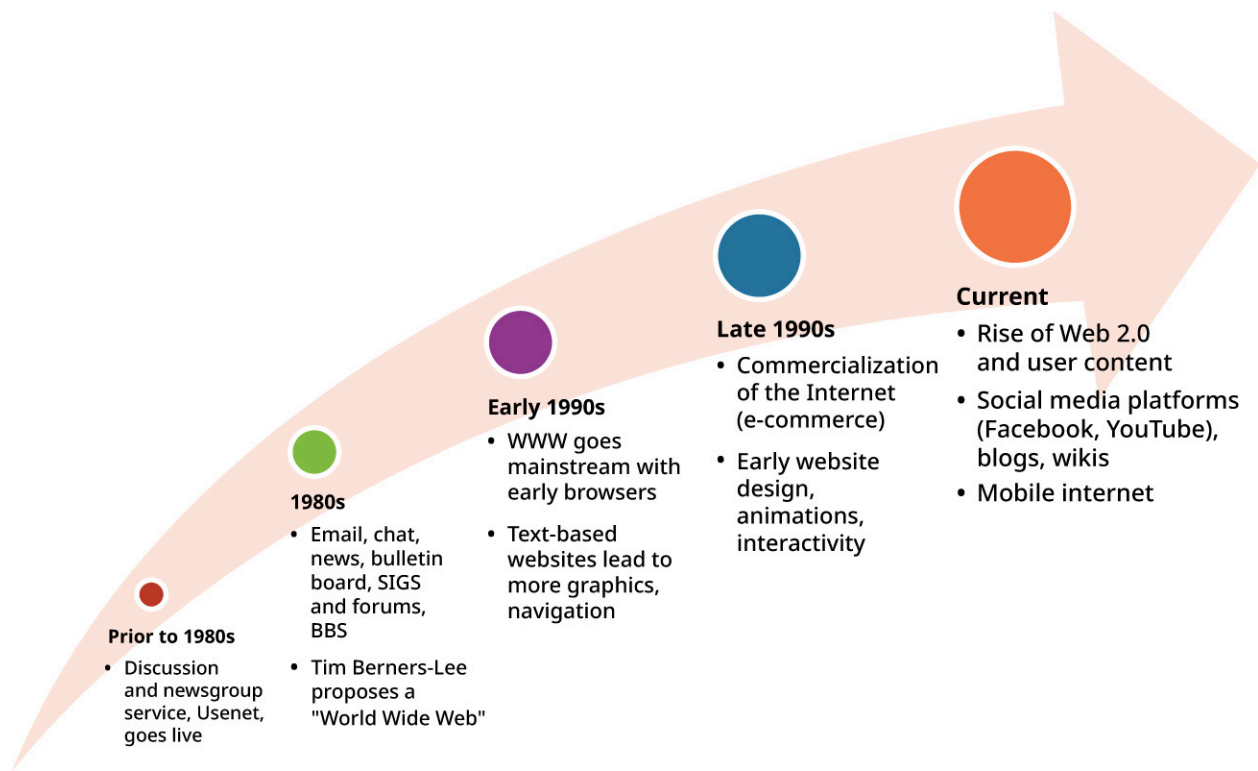 Prior to 1980s
• Discussion
and newsgroup
service, Usenet,
goes live
1980s
• Email, chat,
news, bulletin
board, SIGS
and forums,
BBS
• Tim Berners-Lee
proposes a
"World Wide Web"
Early 1990s
• WWW goes
mainstream with
early browsers
• Text-based
websites lead to
more graphics,
navigation
Late 1990s
• Commercialization
of the Internet
(e-commerce)
• Early website
design,
animations,
interactivity
Current
• Rise of Web 2.0
and user content
• Social media platforms
(Facebook, YouTube),
blogs, wikis
• Mobile internet